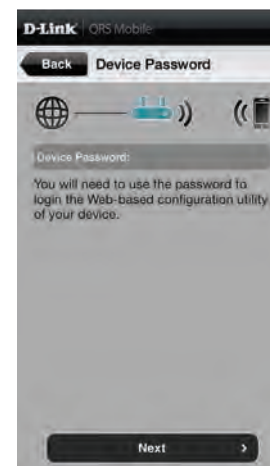 D-Link QRS Mobile
Back Device Password
Device Password:
You will need to use the password to
login the Web-based configuration utility
of your device.
Next